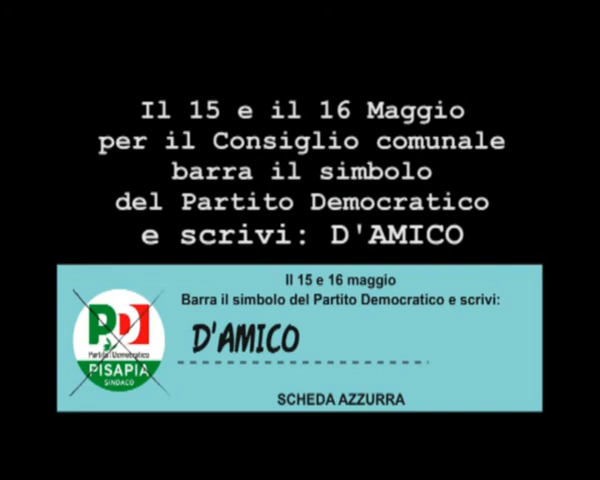 Il 15 e il 16 Maggio
per il Consiglio comunale
barra il simbolo
del Partito Democratico
e scrivi: D'AMICO
Il 15 e 16 maggio
Barra il simbolo del Partito Democratico e scrivi:
PD
Partito Democratico
PISAPIA
SINDACO
D'AMICO
SCHEDA AZZURRA